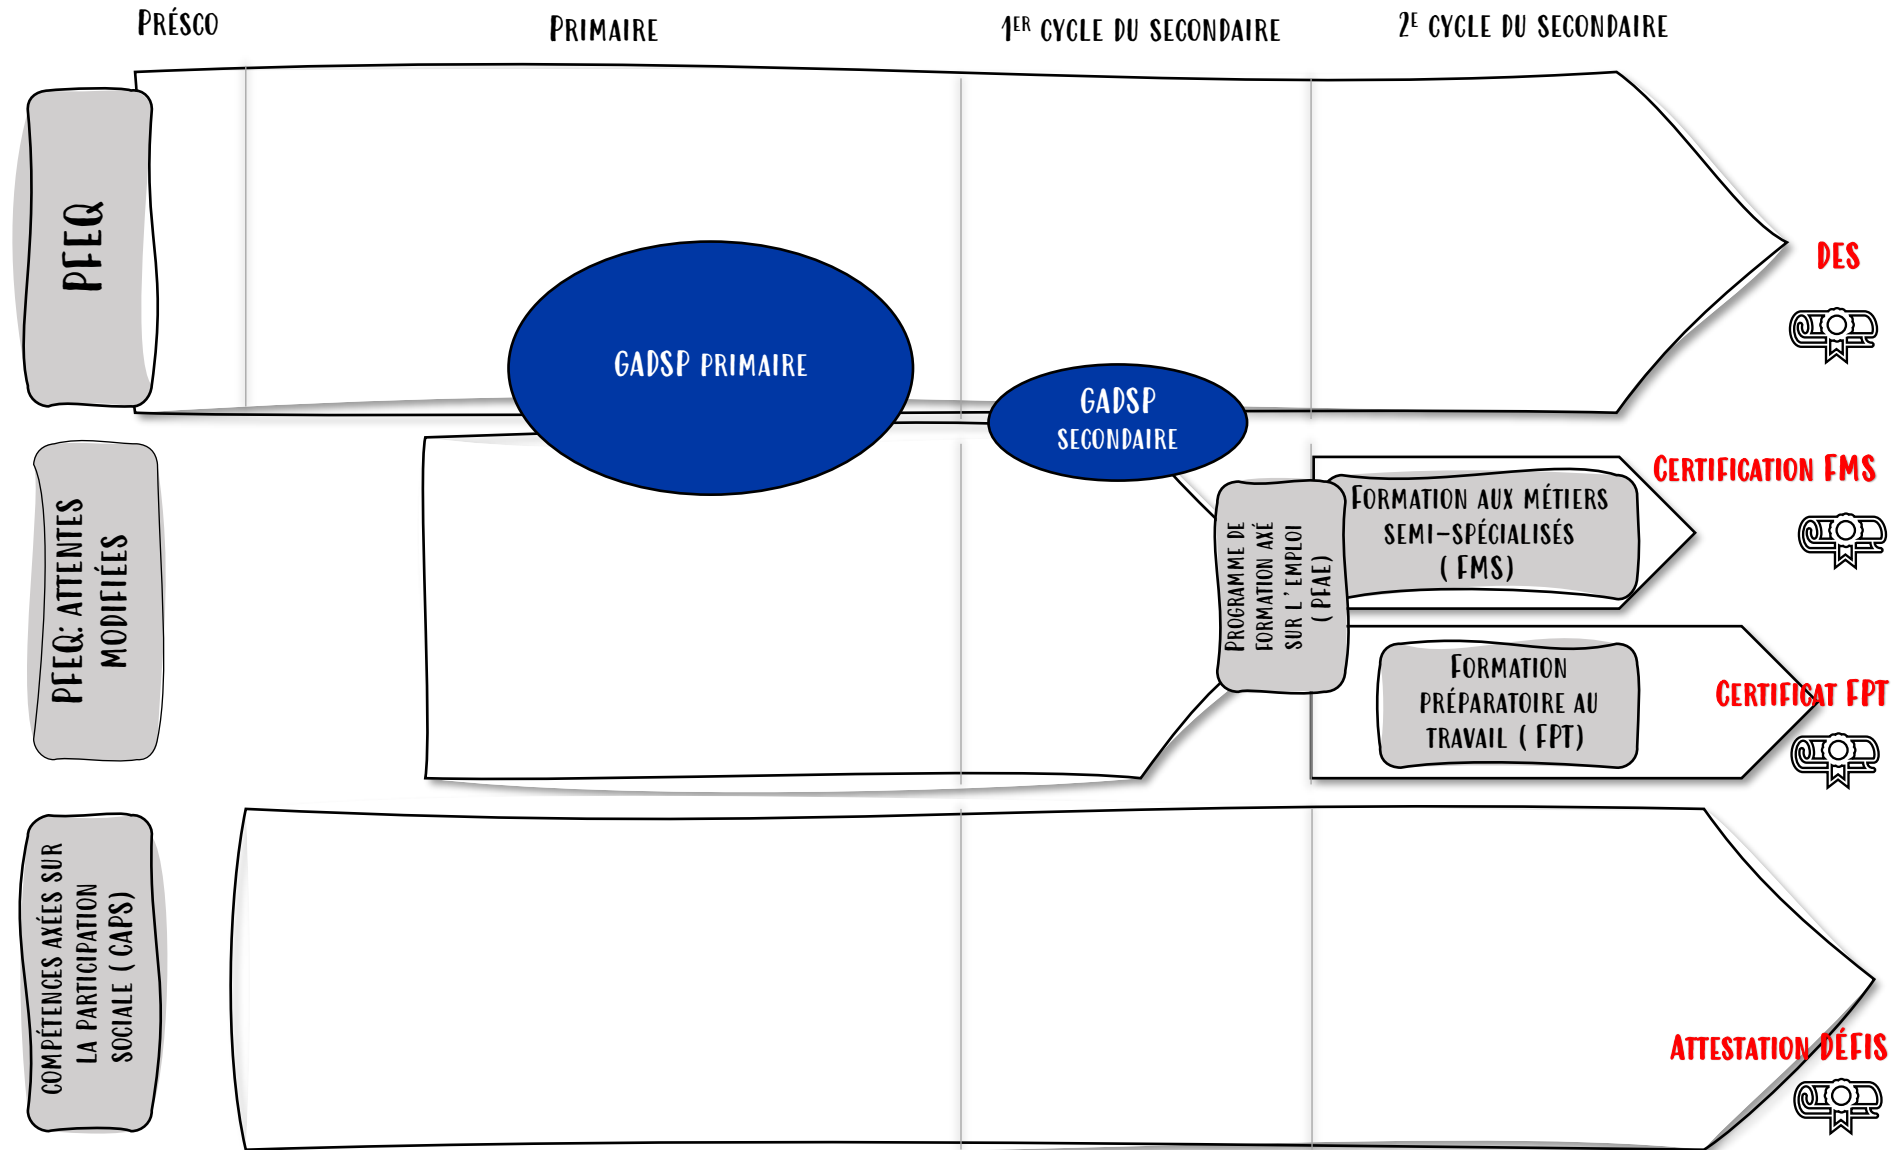 Présco
Primaire
1er cycle du secondaire
2e cycle du secondaire
PFEQ
DES
GADSP primaire
GADSP
secondaire
PFEQ: attentes
modifiées
Programme de
formation axé
sur l'emploi
(PFAE)
Formation aux métiers
semi-spécialisés
(FMS)
Certification FMS
Formation
préparatoire au
travail (FPT)
Certificat FPT
compétences axées sur
la participation
sociale (CAPS)
Attestation Défis